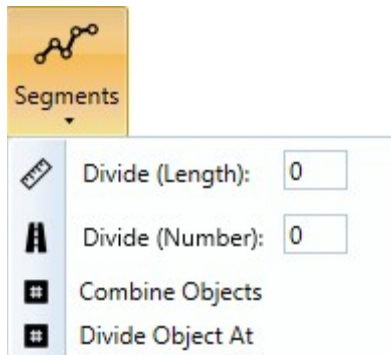 Segments
Divide (Length): 0
Divide (Number): 0
Combine Objects
Divide Object At